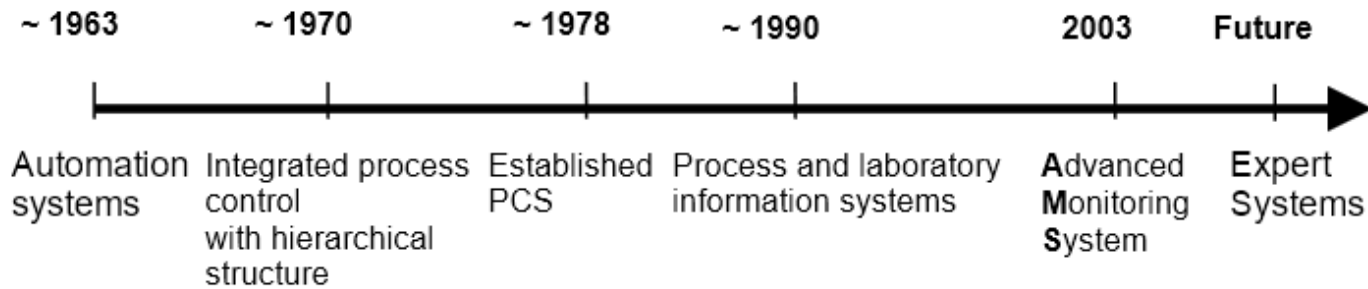 ~ 1963
~ 1970
~ 1978
~ 1990
2003
Future
Automation
systems
Integrated process
control
with hierarchical
structure
Established
PCS
Process and laboratory
information systems
Advanced
Monitoring
System
Expert
Systems